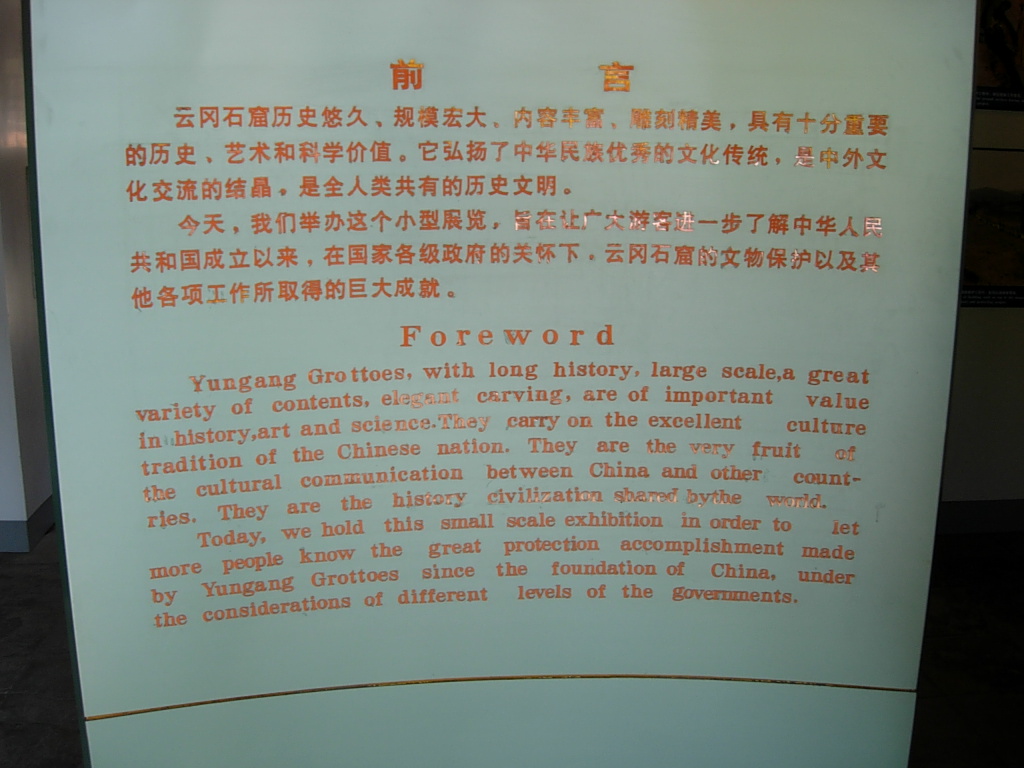 前言
云冈石窟历史悠久、规模宏大、内容丰富、雕刻精美，具有十分重要
的历史、艺术和科学价值。它弘扬了中华民族优秀的文化传统，是中外文
化交流的结晶。是全人类共有的历史文明。
今天，我们举办这个小型展览，旨在让广大游客进一步了解中华人民
共和国成立以来，在国家各级政府的关怀下。云冈石窟的文物保护以及其
他各项工作所取得的巨大成就。
Foreword
Yungang Grottoes, with long history, large scale,a great
variety of contents, elegant carving, are of important value
in history,art and science.They carry on the excellent culture
tradition of the Chinese nation. They are the very fruit of
the cultural communication between China and other count-
ries. They are the history civilization shared bythe world.
Today, we hold this small scale exhibition in order to let
more people know the great protection accomplishment made
by Yungang Grottoes since the foundation of China, under
the considerations of different levels of the governments.